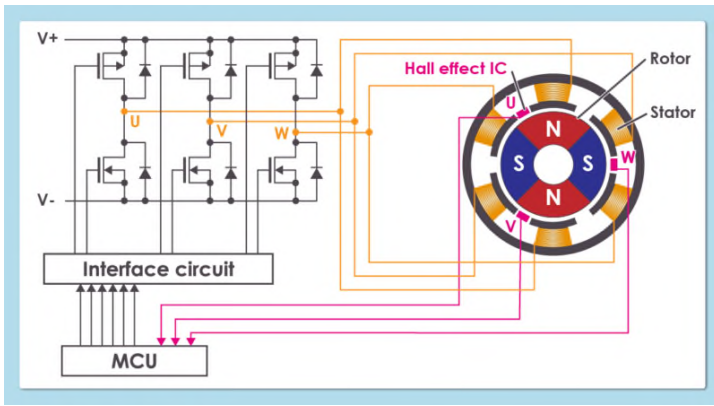 V+
Hall effect IC
Rotor
U
Stator
U
V
W
N
W
S
S
V-
N
V
Interface circuit
MCU